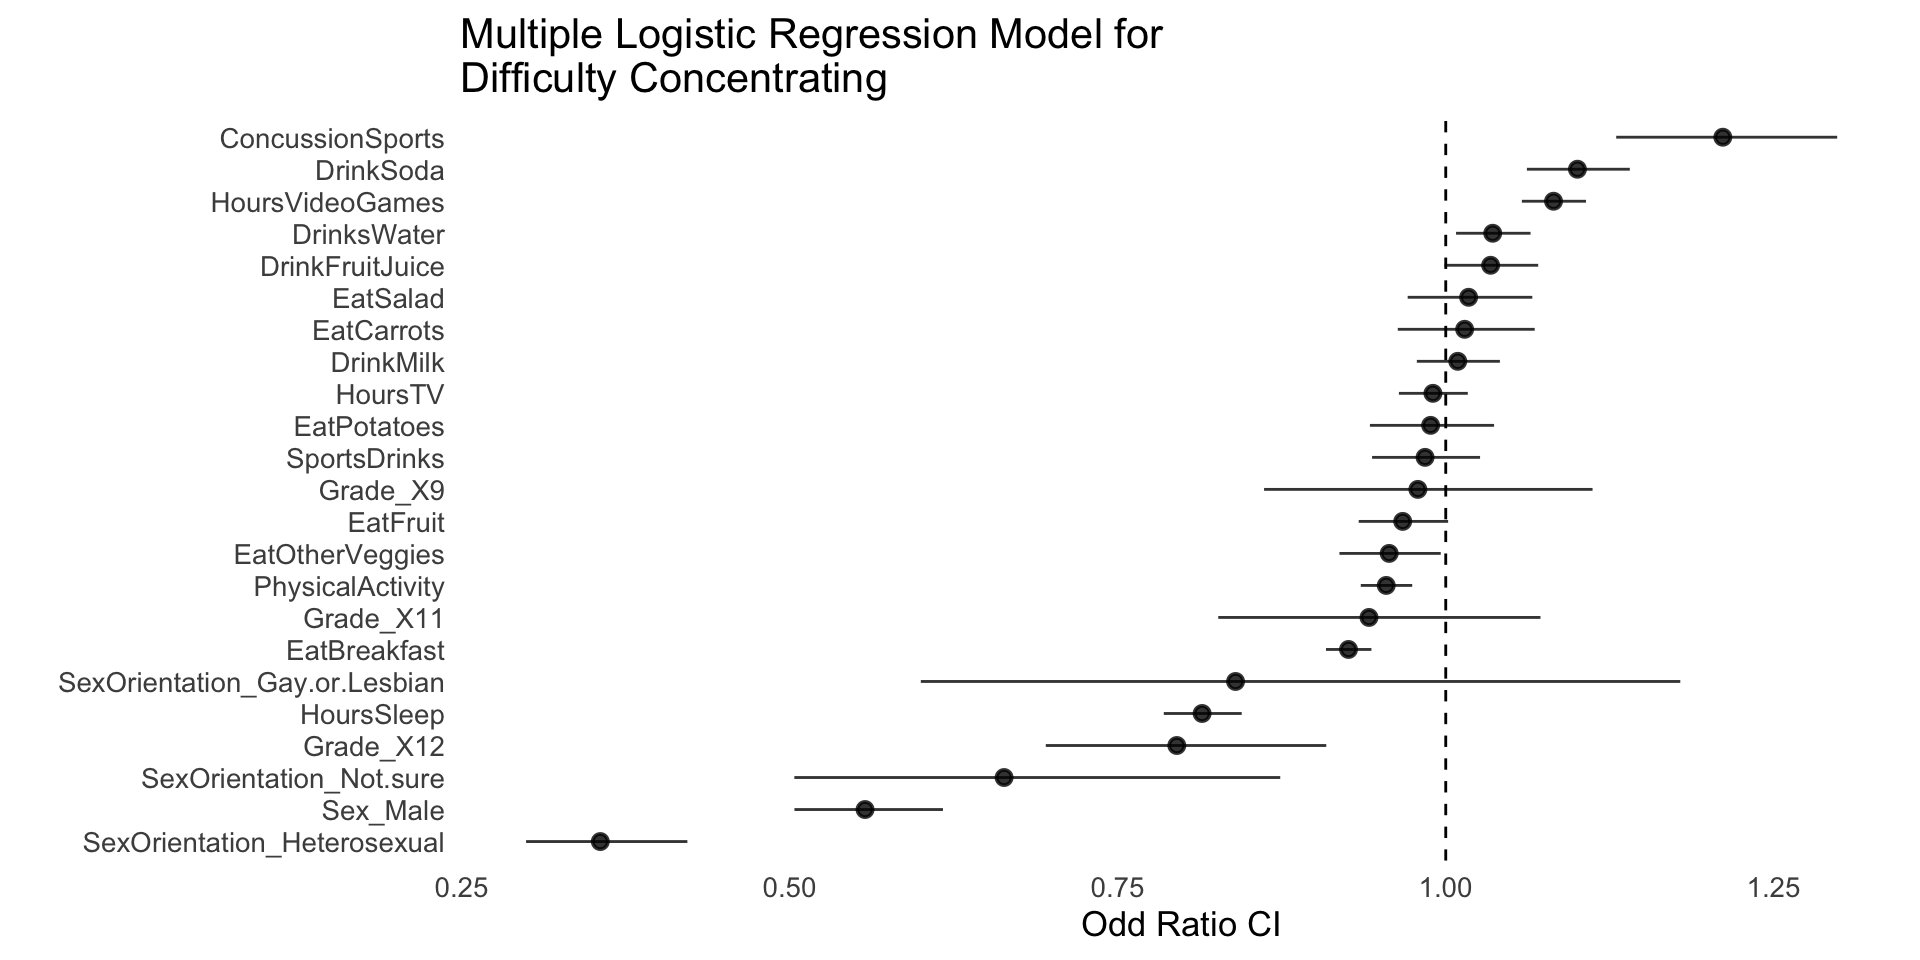 Multiple Logistic Regression Model for
Difficulty Concentrating
ConcussionSports
DrinkSoda
HoursVideoGames
DrinksWater
DrinkFruitJuice
EatSalad
EatCarrots
DrinkMilk
HoursTV
EatPotatoes
SportsDrinks
Grade_X9
EatFruit
EatOtherVeggies
PhysicalActivity
Grade_X11
EatBreakfast
SexOrientation_Gay.or.Lesbian
HoursSleep
Grade_X12
SexOrientation_Not.sure
Sex_Male
SexOrientation_Heterosexual
0.25 0.50 0.75 1.00 1.25
Odd Ratio CI